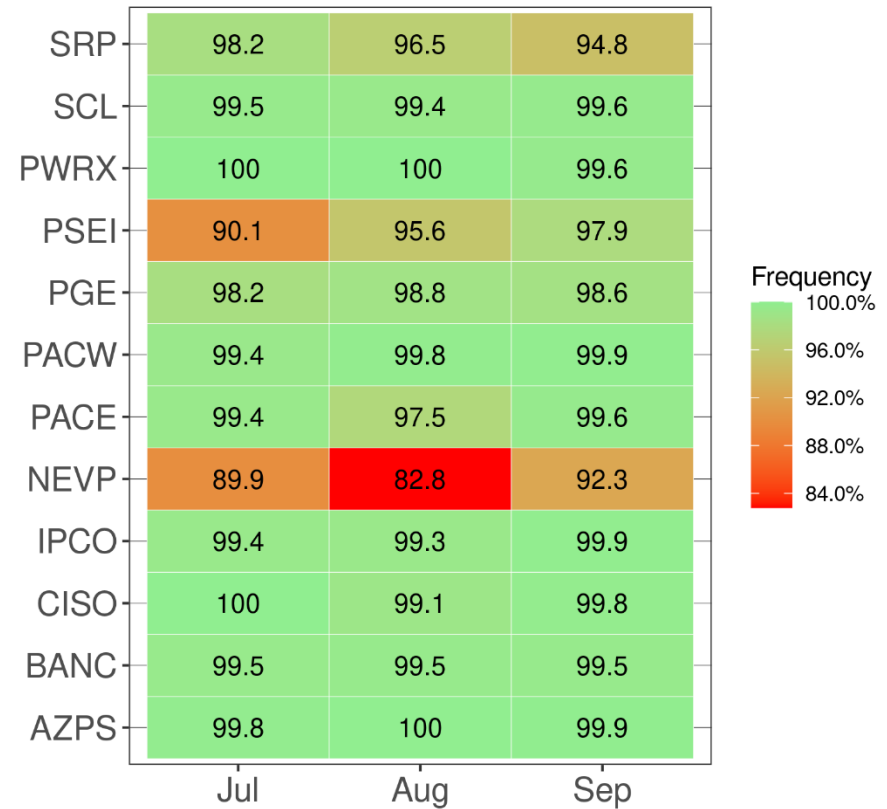 SRP 98.2 96.5 94.8
SCL 99.5 99.4 99.6
PWRX 100 100 99.6
PSEI 90.1 95.6 97.9
PGE 98.2 98.8 98.6
PACW 99.4 99.8 99.9
PACE 99.4 97.5 99.6
NEVP 89.9 82.8 92.3
IPCO 99.4 99.3 99.9
CISO 100 99.1 99.8
BANC 99.5 99.5 99.5
AZPS 99.8 100 99.9
Jul Aug Sep
Frequency
100.0%
96.0%
92.0%
88.0%
84.0%